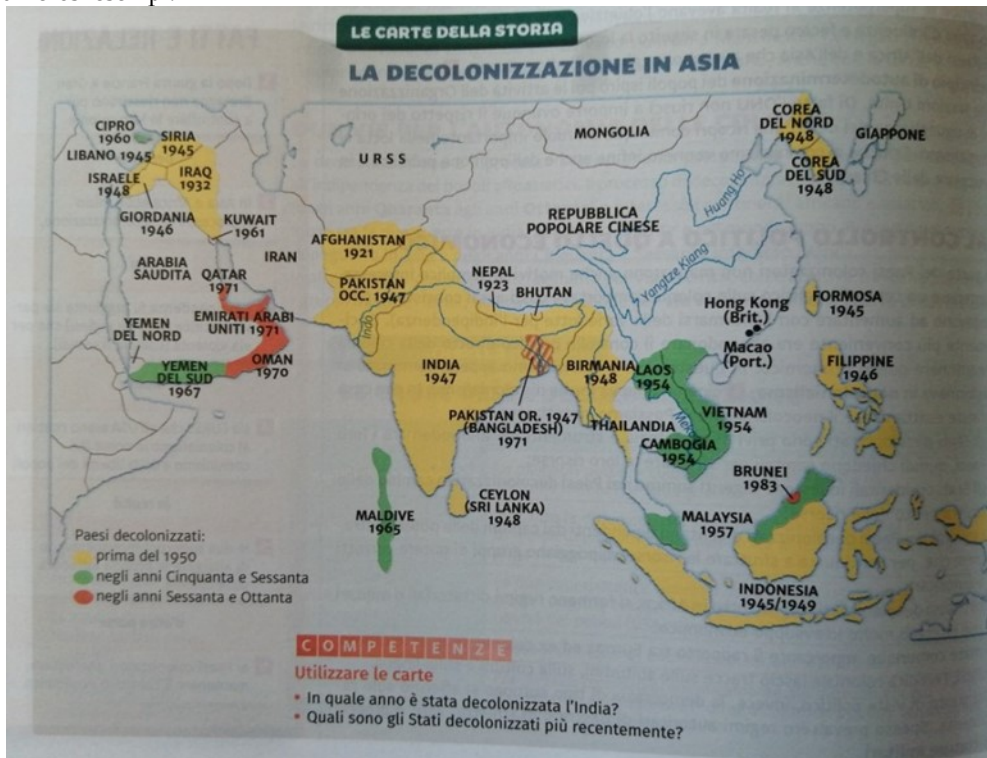 LE CARTE DELLA STORIA
LA DECOLONIZZAZIONE IN ASIA
CIPRO
1960
SIRIA
1945
LIBANO 1945
ISRAELE
1948
IRAQ
1932
GIORDANIA
1946
KUWAIT
1961
ARABIA
SAUDITA
QATAR
1971
IRAN
EMIRATI ARABI
UNITI 1971
YEMEN
DEL NORD
YEMEN
DEL SUD
1967
OMAN
1970
URSS
MONGOLIA
COREA
DEL NORD
1948
GIAPPONE
COREA
DEL SUD
1948
Huang Ho
REPUBBLICA
POPOLARE CINESE
Yangtze Kiang
AFGHANISTAN
1921
PAKISTAN
OCC. 1947
NEPAL
1923
BHUTAN
Indo
Hong Kong
(Brit.)
Macao
(Port.)
FORMOSA
1945
INDIA
1947
BIRMANIA
1948
LAOS
1954
FILIPPINE
1946
PAKISTAN OR. 1947
(BANGLADESH)
1971
THAILANDIA
VIETNAM
1954
CAMBOGIA
1954
BRUNEI
1983
MALDIVE
1965
CEYLON
(SRI LANKA)
1948
MALAYSIA
1957
INDONESIA
1945/1949
Paesi decolonizzati:
prima del 1950
negli anni Cinquanta e Sessanta
negli anni Sessanta e Ottanta
COMPETENZE
Utilizzare le carte
• In quale anno è stata decolonizzata l'India?
• Quali sono gli Stati decolonizzati più recentemente?